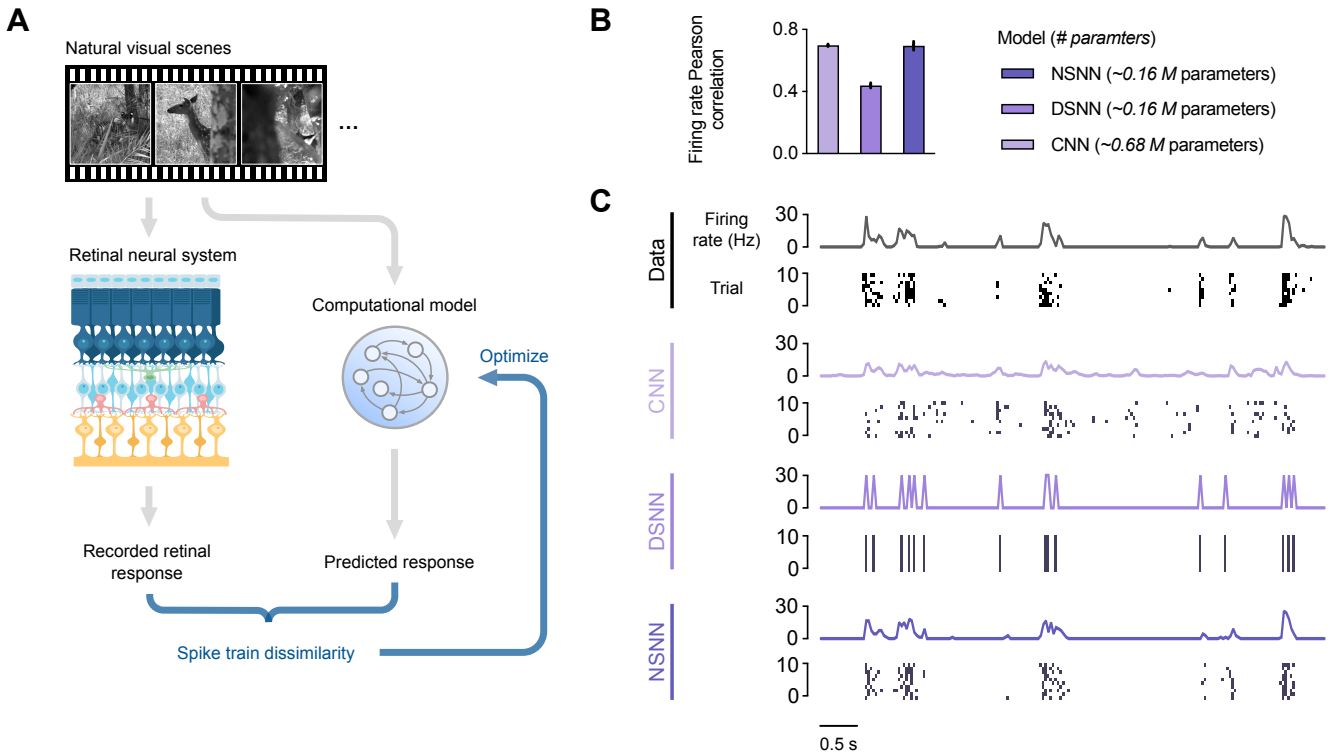 A
Natural visual scenes
...
Retinal neural system
Computational model
Optimize
Recorded retinal
response
Predicted response
Spike train dissimilarity
B
Firing rate Pearson
correlation
0.8
0.4
0.0
Model (# paramters)
NSNN (~0.16 M parameters)
DSNN (~0.16 M parameters)
CNN (~0.68 M parameters)
C
Data
Firing
rate (Hz)
30
0
Trial
10
0
CNN
30
0
10
0
DSNN
30
0
10
0
NSNN
30
0
10
0
0.5 s